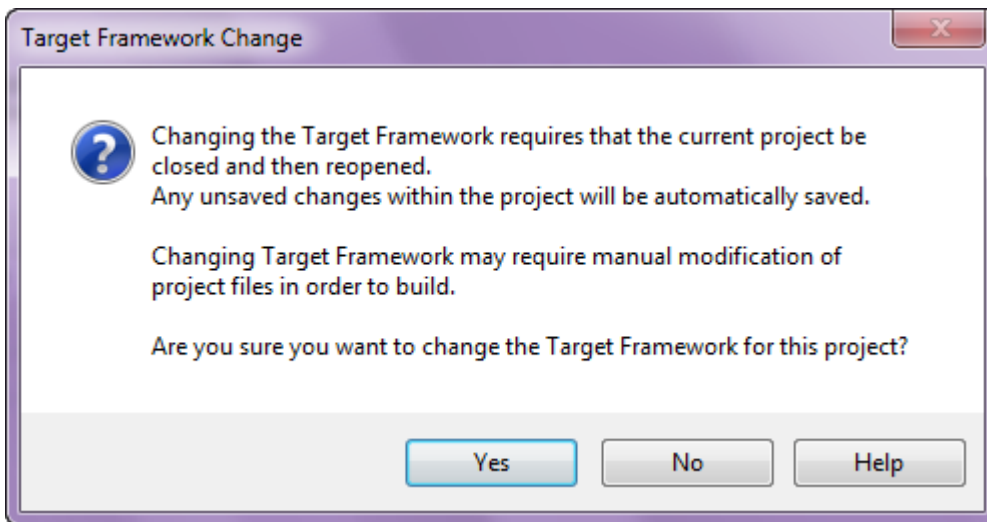 Target Framework Change
Changing the Target Framework requires that the current project be
closed and then reopened.
Any unsaved changes within the project will be automatically saved.
Changing Target Framework may require manual modification of
project files in order to build.
Are you sure you want to change the Target Framework for this project?
Yes No Help